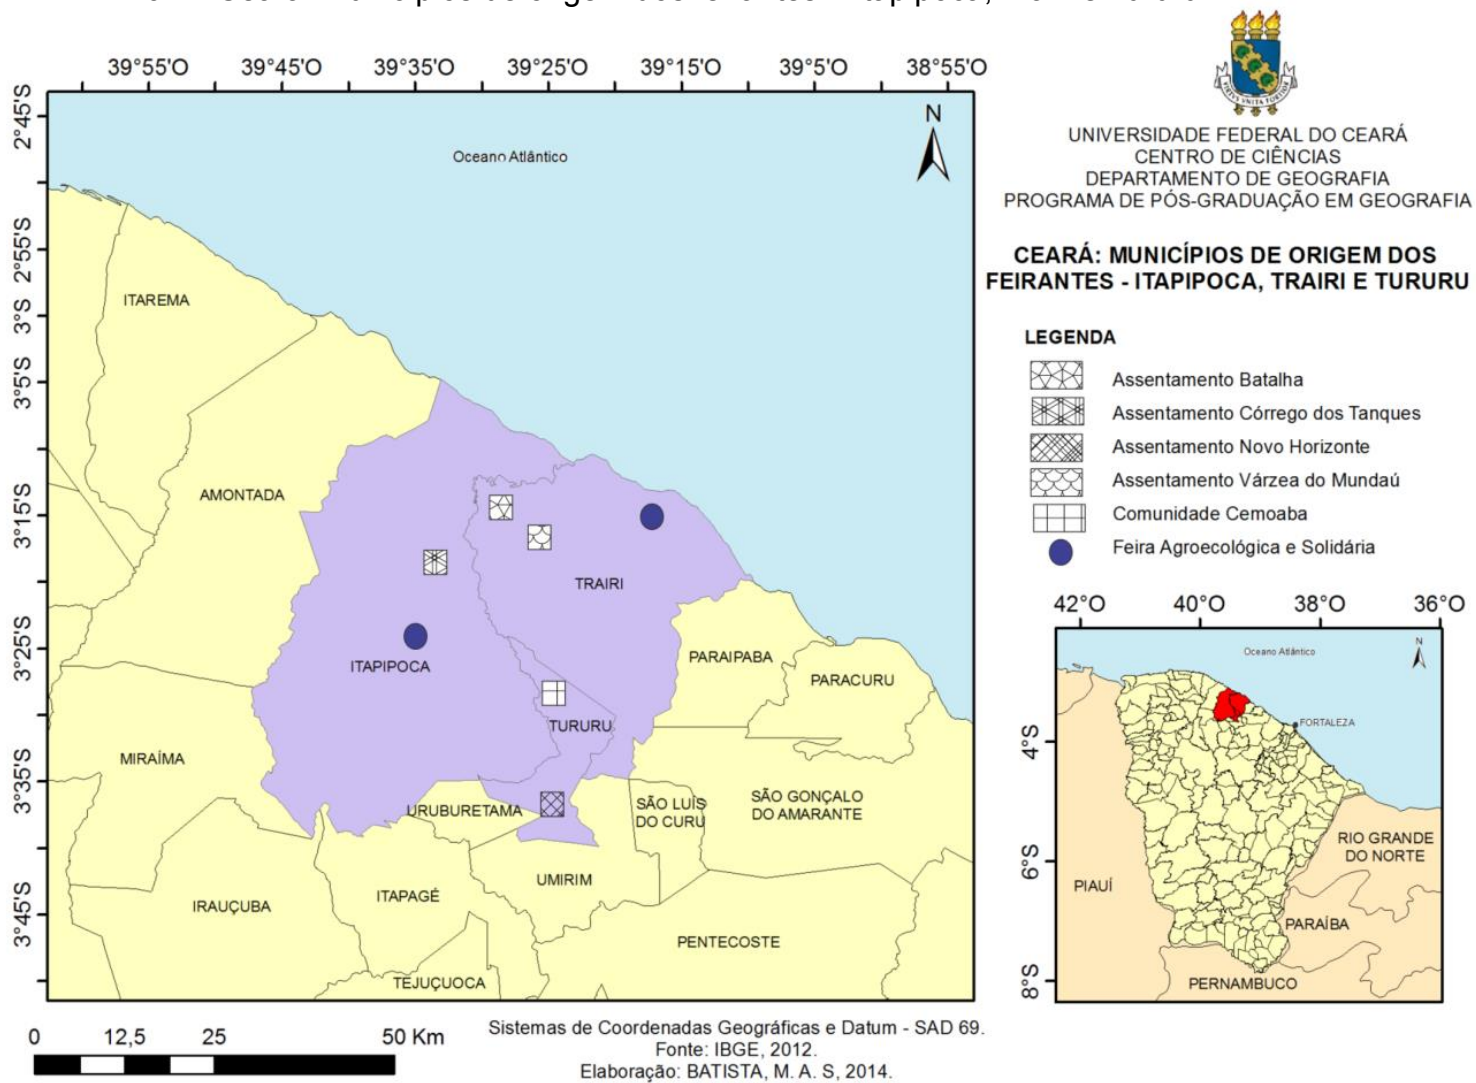 39°55'O 39°45'O 39°35'O 39°25'O 39°15'O 39°5'O 38°55'O
2°45'S
2°55'S
3°S
3°5'S
3°15'S
3°25'S
3°35'S
3°45'S
N
Oceano Atlântico
ITAREMA
AMONTADA
TRAIRI
ITAPIPOCA
PARAIPABA
PARACURU
TURURU
MIRAÍMA
URUBURETAMA
SÃO LUÍS
DO CURU
SÃO GONÇALO
DO AMARANTE
UMIRIM
ITAPAGÉ
IRAUÇUBA
PENTECOSTE
TEJUÇUOCA
0 12,5 25 50 Km
Sistemas de Coordenadas Geográficas e Datum - SAD 69.
Fonte: IBGE, 2012.
Elaboração: BATISTA, M. A. S, 2014.
VIRTUS UNITA FORTIOR
UNIVERSIDADE FEDERAL DO CEARÁ
CENTRO DE CIÊNCIAS
DEPARTAMENTO DE GEOGRAFIA
PROGRAMA DE PÓS-GRADUAÇÃO EM GEOGRAFIA
CEARÁ: MUNICÍPIOS DE ORIGEM DOS
FEIRANTES - ITAPIPOCA, TRAIRI E TURURU
LEGENDA
Assentamento Batalha
Assentamento Córrego dos Tanques
Assentamento Novo Horizonte
Assentamento Várzea do Mundaú
Comunidade Cemoaba
Feira Agroecológica e Solidária
42°O 40°O 38°O 36°O
4°S
6°S
8°S
N
Oceano Atlântico
FORTALEZA
RIO GRANDE
DO NORTE
PIAUÍ
PARAÍBA
PERNAMBUCO